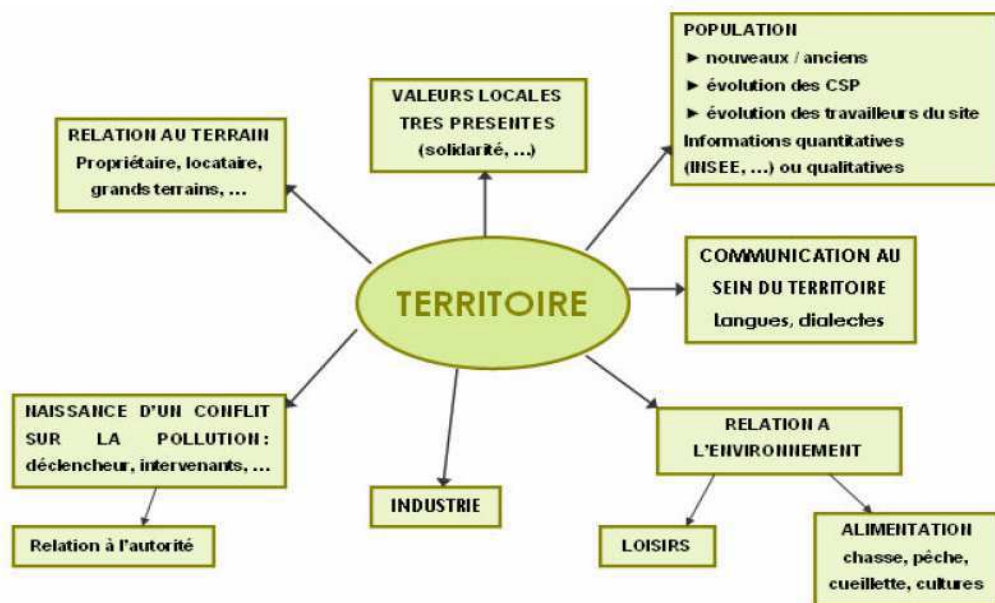 POPULATION
► nouveaux / anciens
► évolution des CSP
► évolution des travailleurs du site
Informations quantitatives
(INSEE, ...) ou qualitatives
VALEURS LOCALES
TRES PRESENTES
(solidarité, ...)
RELATION AU TERRAIN
Propriétaire, locataire,
grands terrains, ...
COMMUNICATION AU
SEIN DU TERRITOIRE
Langues, dialectes
TERRITOIRE
NAISSANCE D'UN CONFLIT
SUR LA POLLUTION :
déclencheur, intervenants, ...
RELATION A
L'ENVIRONNEMENT
INDUSTRIE
Relation à l'autorité
LOISIRS
ALIMENTATION
chasse, pêche,
cueillette, cultures